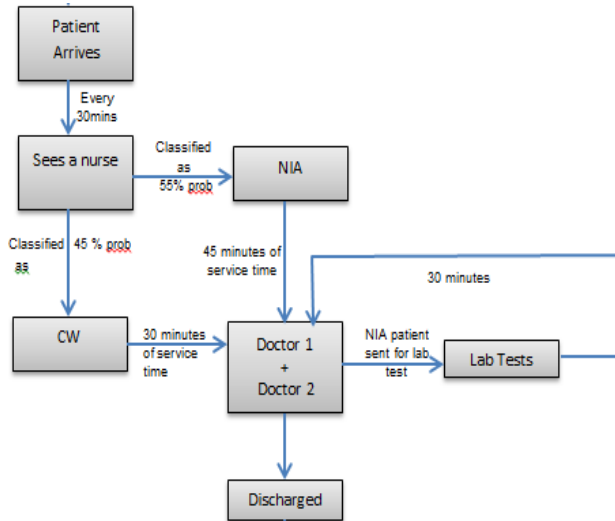 Patient
Arrives
Every
30mins
Sees a nurse
Classified
as
55% prob
NIA
Classified
as
45 % prob
45 minutes of
service time
30 minutes
CW
30 minutes
of service
time
Doctor 1
+
Doctor 2
NIA patient
sent for lab
test
Lab Tests
Discharged